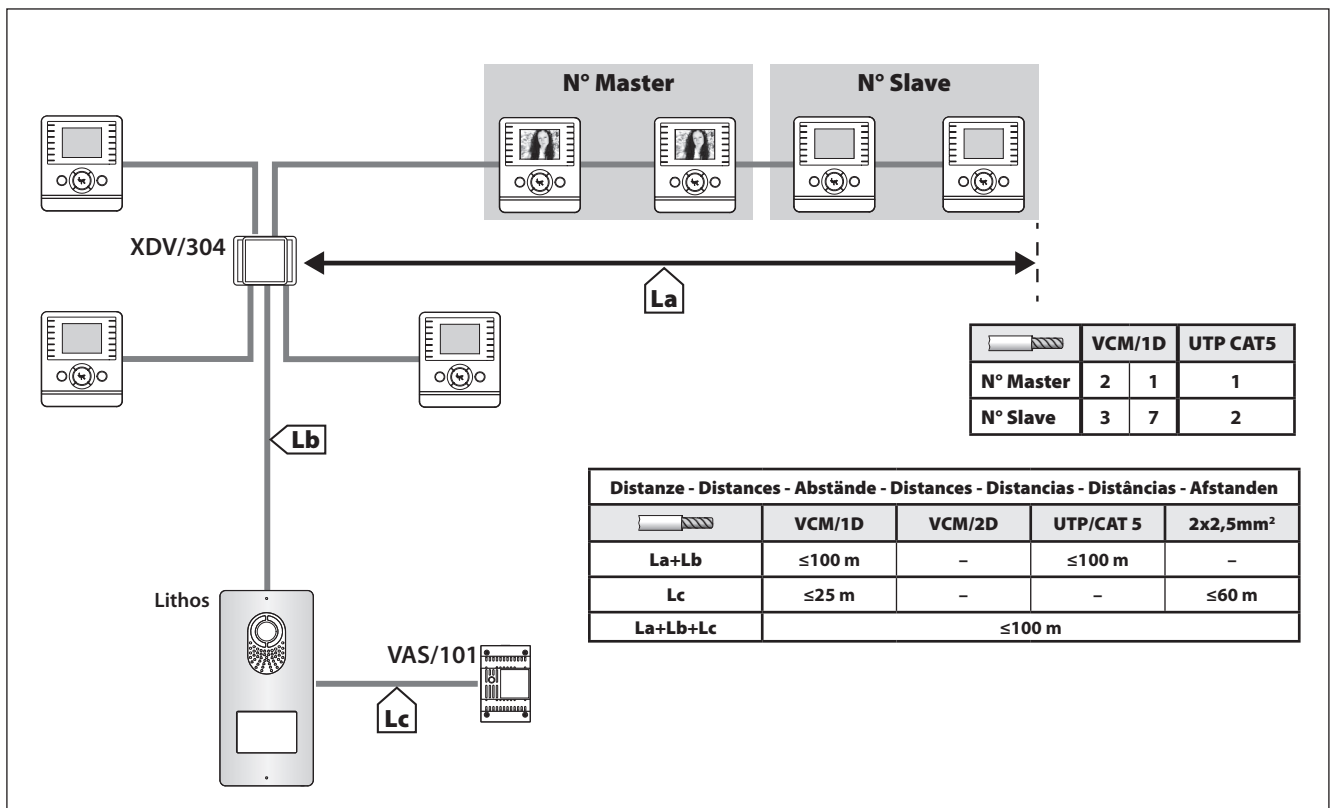 N° Master N° Slave
XDV/304
La
VCM/1D UTP CAT5
N° Master 2 1 1
N° Slave 3 7 2
Lb
Distanze - Distances - Abstände - Distances - Distancias - Distâncias - Afstanden
VCM/1D VCM/2D UTP/CAT 5 2x2,5mm²
La+Lb ≤100 m – ≤100 m –
Lc ≤25 m – – ≤60 m
La+Lb+Lc ≤100 m
Lithos
VAS/101
Lc